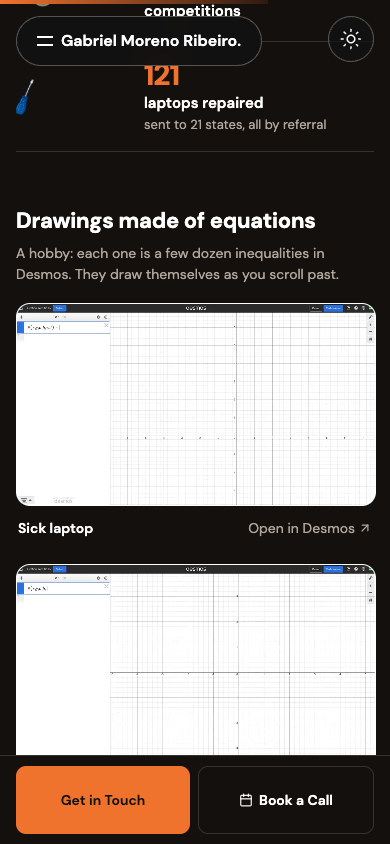 competitions
Gabriel Moreno Ribeiro.
121
laptops repaired
sent to 21 states, all by referral
Drawings made of equations
A hobby: each one is a few dozen inequalities in
Desmos. They draw themselves as you scroll past.
desmos
Sick laptop
Open in Desmos ↗
desmos
Get in Touch
Book a Call